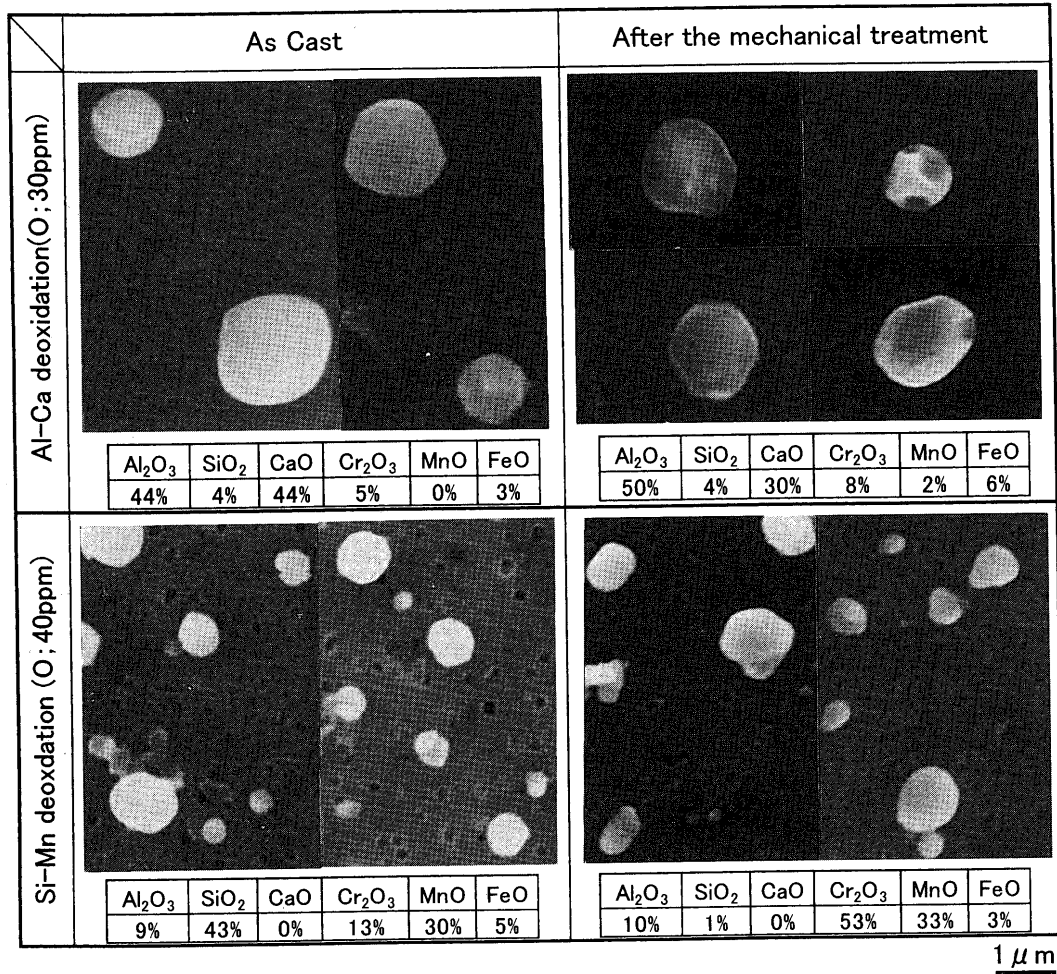 As Cast
After the mechanical treatment
Al-Ca deoxidation(O;30ppm)
Al₂O₃ SiO₂ CaO Cr₂O₃ MnO FeO
44% 4% 44% 5% 0% 3%
Al₂O₃ SiO₂ CaO Cr₂O₃ MnO FeO
50% 4% 30% 8% 2% 6%
Si-Mn deoxdation (O;40ppm)
Al₂O₃ SiO₂ CaO Cr₂O₃ MnO FeO
9% 43% 0% 13% 30% 5%
Al₂O₃ SiO₂ CaO Cr₂O₃ MnO FeO
10% 1% 0% 53% 33% 3%
1 μm